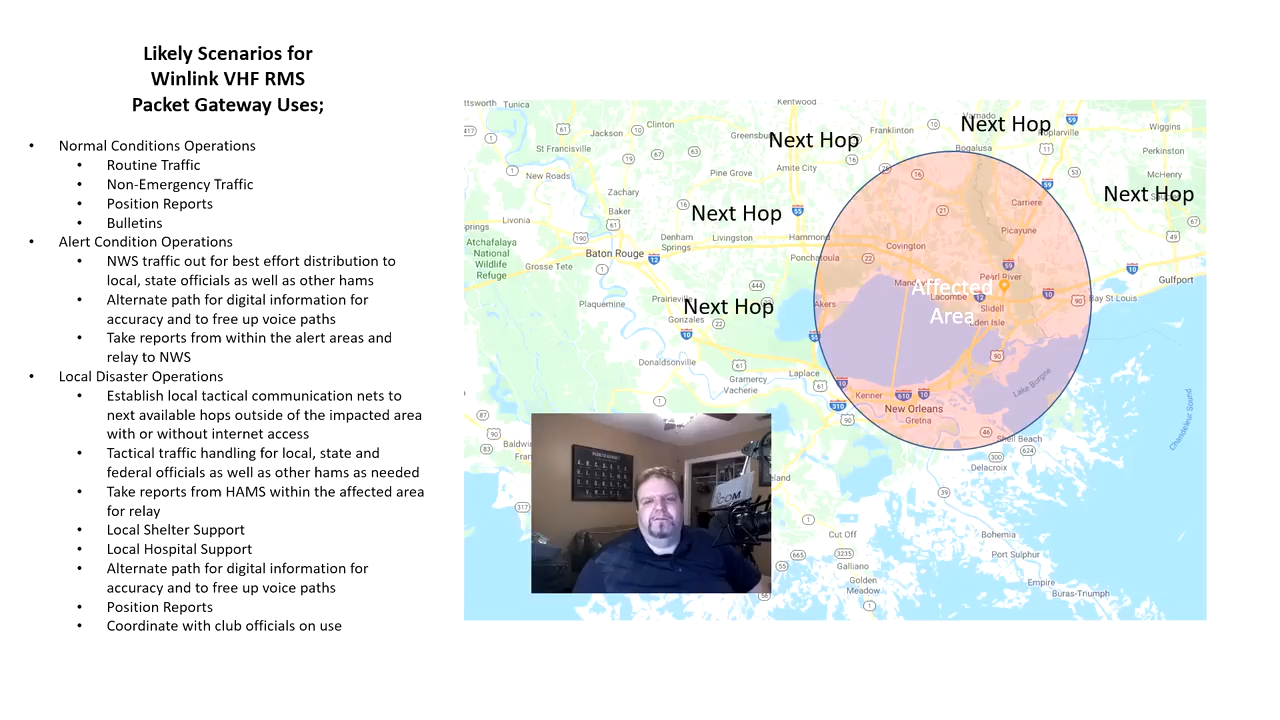 Likely Scenarios for
Winlink VHF RMS
Packet Gateway Uses;
• Normal Conditions Operations
• Routine Traffic
• Non-Emergency Traffic
• Position Reports
• Bulletins
• Alert Condition Operations
• NWS traffic out for best effort distribution to
local, state officials as well as other hams
• Alternate path for digital information for
accuracy and to free up voice paths
• Take reports from within the alert areas and
relay to NWS
• Local Disaster Operations
• Establish local tactical communication nets to
next available hops outside of the impacted area
with or without internet access
• Tactical traffic handling for local, state and
federal officials as well as other hams as needed
• Take reports from HAMS within the affected area
for relay
• Local Shelter Support
• Local Hospital Support
• Alternate path for digital information for
accuracy and to free up voice paths
• Position Reports
• Coordinate with club officials on use
ttsworth
Tunica
Kentwood
Next Hop
Next Hop
Next Hop
Next Hop
Next Hop
Affected
Area
Clinton
Jackson
Greensbu
Franklinton
oplarville
Wiggins
St Francisville
Bogalusa
Perkinston
New Roads
Pine Grove
Amite City
McHenry
Zachary
Carriere
Livonia
Baker
Picayune
prings
Atchafalaya
National
Wildlife
Refuge
Denham
Springs
Livingston
Hammond
Covington
Baton Rouge
Ponchatoula
Grosse Tete
Pearl River
Gulfport
Plaquemine
Prairieville
Akers
Lacombe
Slidell
Bay St Louis
Gonzales
Eden Isle
Donaldsonville
Gramercy
Vacherie
Laplace
Lake Borgne
Kenner
New Orleans
Gretna
Chandeleur Sound
Baldwi
Fran
Shell Beach
Delacroix
eland
Cut Off
Bohemia
Galliano
Port Sulphur
Golden
Meadow
Empire
Buras-Triumph
COM